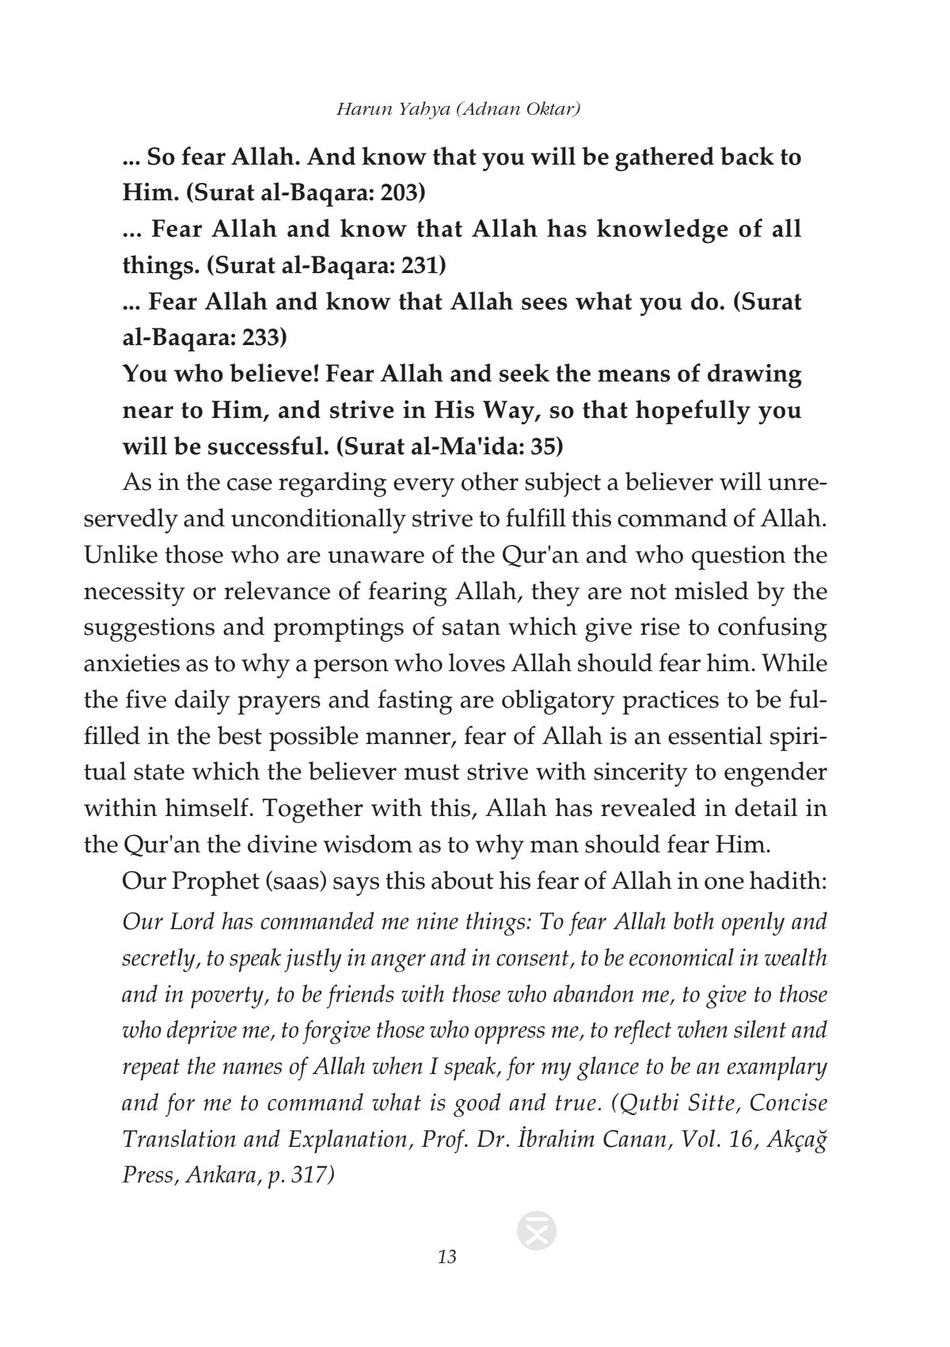 Harun Yahya (Adnan Oktar)
... So fear Allah. And know that you will be gathered back to
Him. (Surat al-Baqara: 203)
... Fear Allah and know that Allah has knowledge of all
things. (Surat al-Baqara: 231)
... Fear Allah and know that Allah sees what you do. (Surat
al-Baqara: 233)
You who believe! Fear Allah and seek the means of drawing
near to Him, and strive in His Way, so that hopefully you
will be successful. (Surat al-Ma'ida: 35)
As in the case regarding every other subject a believer will unre-
servedly and unconditionally strive to fulfill this command of Allah.
Unlike those who are unaware of the Qur'an and who question the
necessity or relevance of fearing Allah, they are not misled by the
suggestions and promptings of satan which give rise to confusing
anxieties as to why a person who loves Allah should fear him. While
the five daily prayers and fasting are obligatory practices to be ful-
filled in the best possible manner, fear of Allah is an essential spiri-
tual state which the believer must strive with sincerity to engender
within himself. Together with this, Allah has revealed in detail in
the Qur'an the divine wisdom as to why man should fear Him.
Our Prophet (saas) says this about his fear of Allah in one hadith:
Our Lord has commanded me nine things: To fear Allah both openly and
secretly, to speak justly in anger and in consent, to be economical in wealth
and in poverty, to be friends with those who abandon me, to give to those
who deprive me, to forgive those who oppress me, to reflect when silent and
repeat the names of Allah when I speak, for my glance to be an examplary
and for me to command what is good and true. (Qutbi Sitte, Concise
Translation and Explanation, Prof. Dr. İbrahim Canan, Vol. 16, Akçağ
Press, Ankara, p. 317)
13